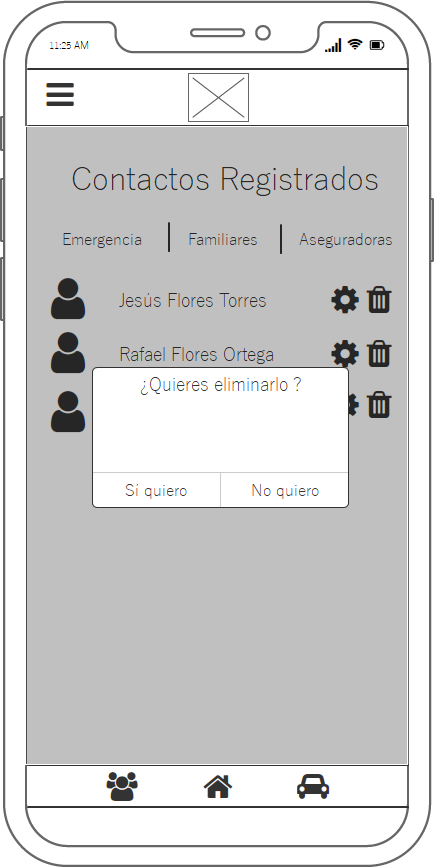 11:25 AM
Contactos Registrados
Emergencia Familiares Aseguradoras
Jesús Flores Torres
Rafael Flores Ortega
¿Quieres eliminarlo ?
Sí quiero No quiero